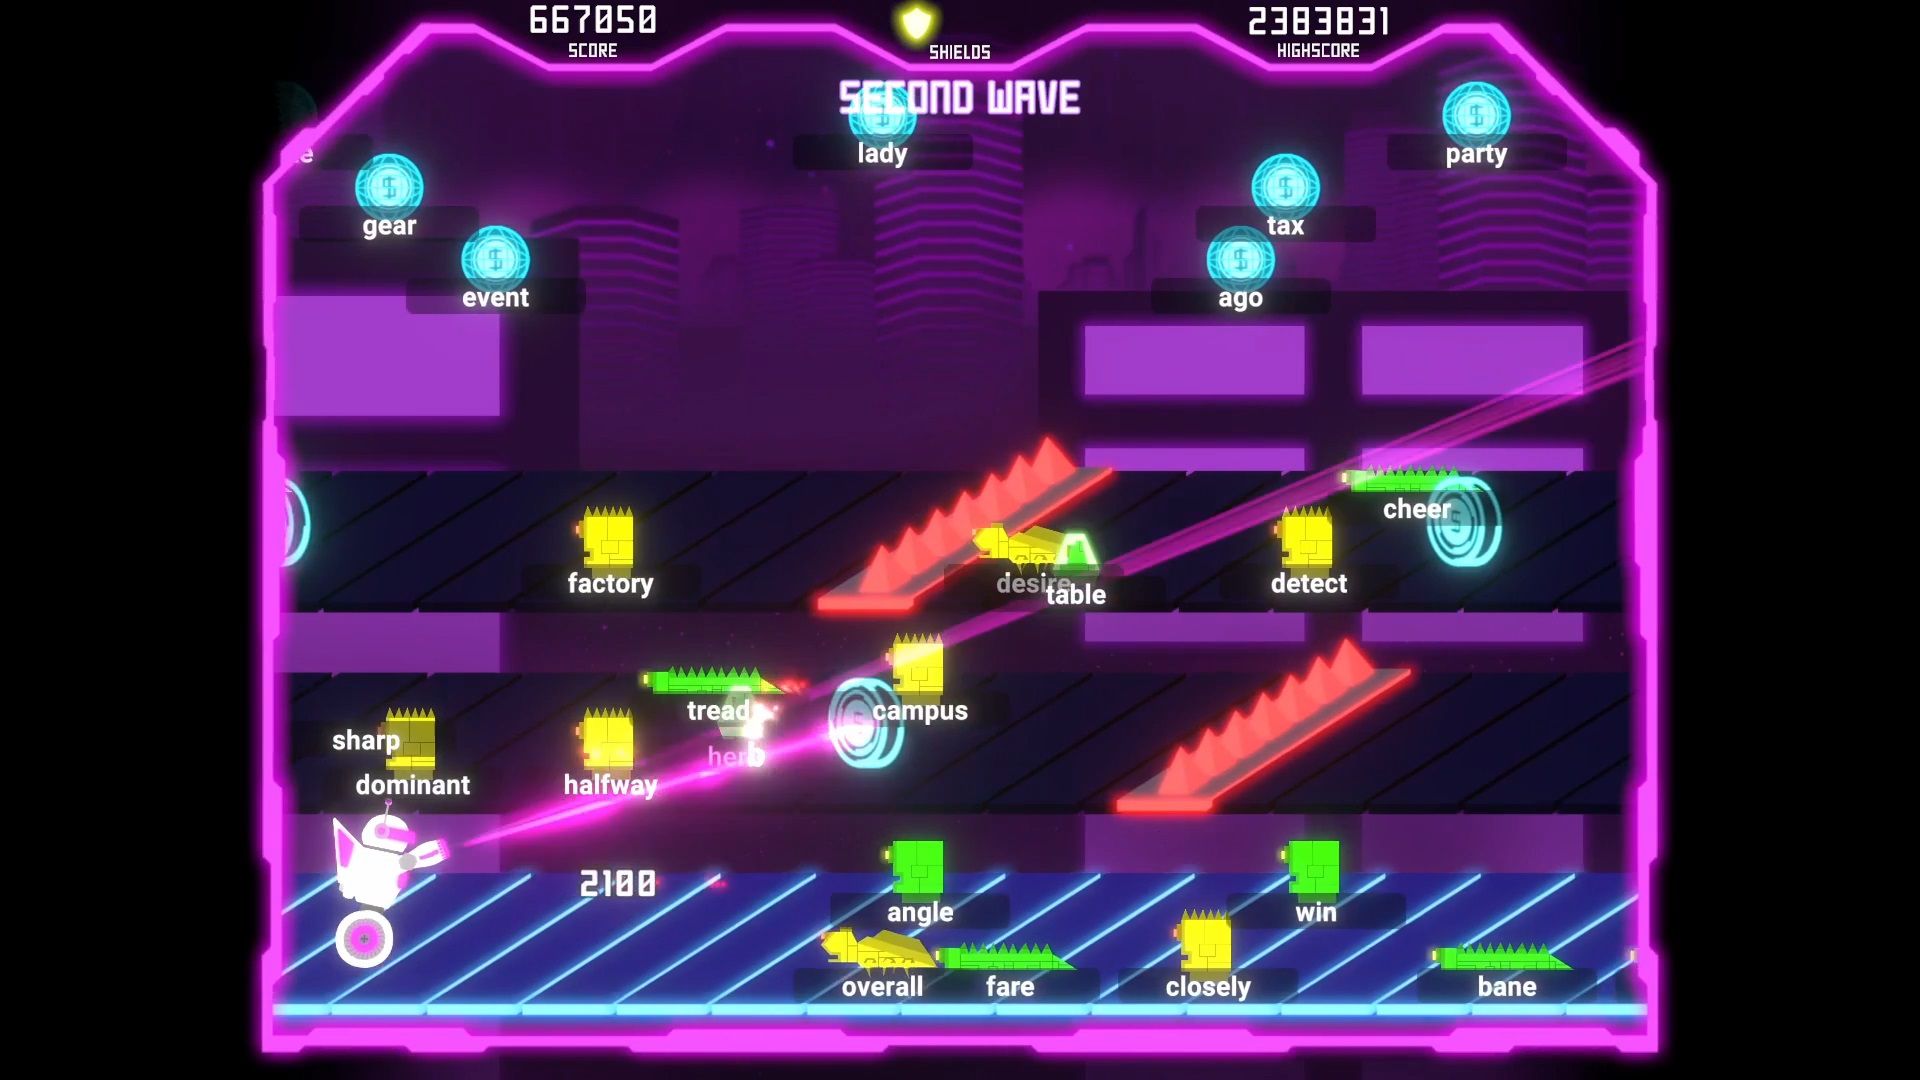 667050
SCORE
SHIELDS
2383831
HIGHSCORE
SECOND WAVE
lady
party
gear
tax
event
ago
cheer
factory
desire
table
detect
tread
campus
sharp
herb
dominant
halfway
2100
angle
win
overall
fare
closely
bane